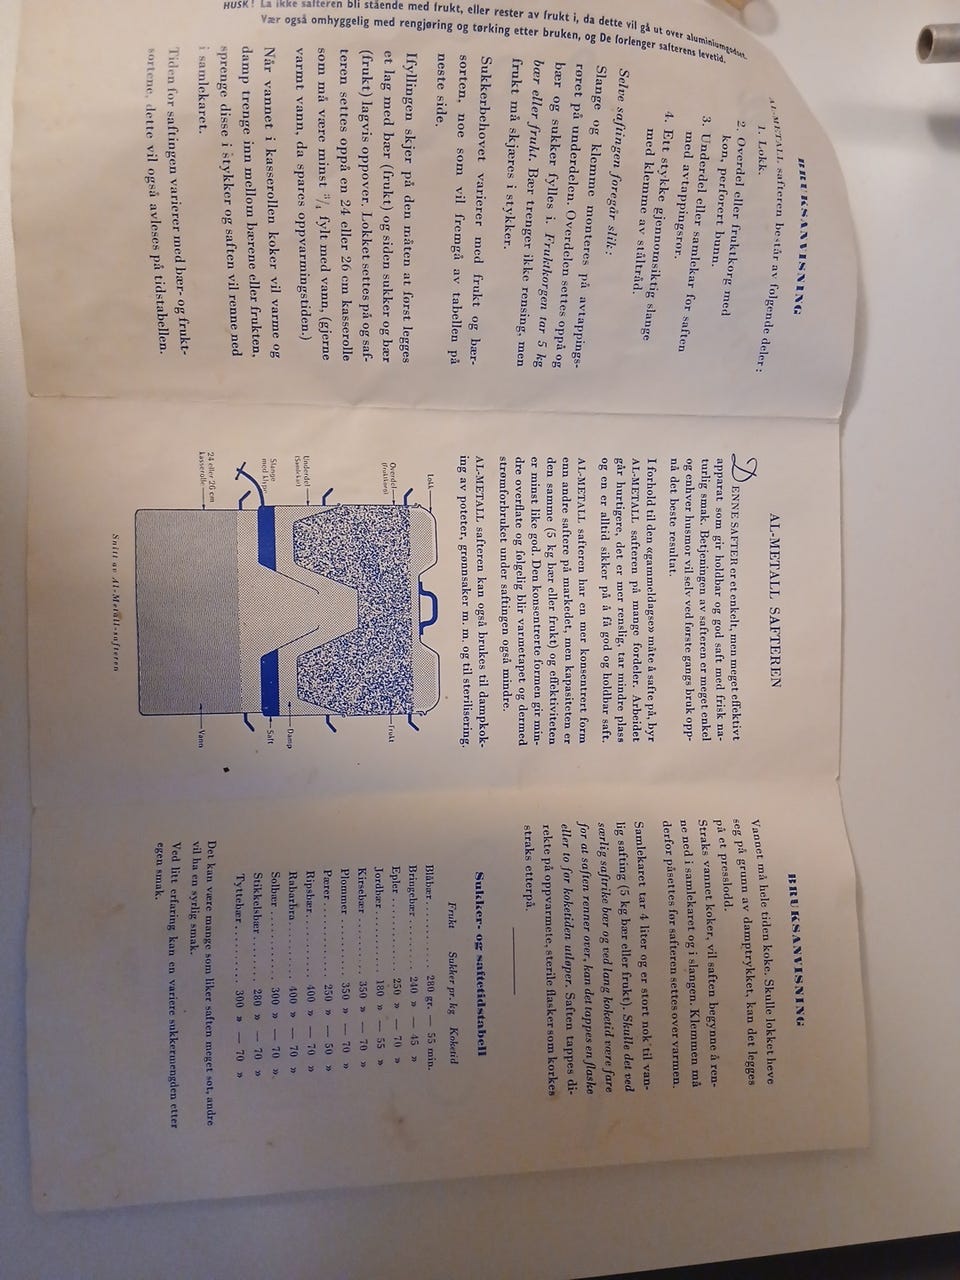 HUSK! La ikke safteren bli stående med frukt, eller rester av frukt i, da dette vil gå ut over aluminiumgodset.
Vær også omhyggelig med rengjøring og tørking etter bruken, og De forlenger safterens levetid.
BRUKSANVISNING
AL-METALL safteren består av følgende deler:
1. Lokk.
2. Overdel eller fruktkorg med
kon, perforert bunn.
3. Underdel eller samlekar for saften
med avtappingsrør.
4. Ett stykke gjennomsiktig slange
med klemme av ståltråd.
Selve saftingen foregår slik:
Slange og klemme monteres på avtappings-
røret på underdelen. Overdelen settes oppå og
bær og sukker fylles i. Fruktkorgen tar 5 kg
bær eller frukt. Bær trenger ikke rensing, men
frukt må skjæres i stykker.
Sukkerbehovet varierer med frukt og bær-
sorten, noe som vil fremgå av tabellen på
neste side.
Ifyllingen skjer på den måten at først legges
et lag med bær (frukt) og siden sukker og bær
(frukt) lagvis oppover. Lokket settes på og saf-
teren settes oppå en 24 eller 26 cm kasserolle
som må være minst 3/4 fylt med vann, (gjerne
varmt vann, da spares oppvarmingstiden.)
Når vannet i kasserollen koker vil varme og
damp trenge inn mellom bærene eller frukten,
sprenge disse i stykker og saften vil renne ned
i samlekaret.
Tiden for saftingen varierer med bær- og frukt-
sortene, dette vil også avleses på tidstabellen.
AL-METALL SAFTEREN
DENNE SAFTER er et enkelt, men meget effektivt
apparat som gir holdbar og god saft med frisk na-
turlig smak. Betjeningen av safteren er meget enkel
og enhver husmor vil selv ved første gangs bruk opp-
nå det beste resultat.
I forhold til den «gammeldagse» måte å safte på, byr
AL-METALL safteren på mange fordeler. Arbeidet
går hurtigere, det er mer renslig, tar mindre plass
og en er alltid sikker på å få god og holdbar saft.
AL-METALL safteren har en mer konsentrert form
enn andre saftere på markedet, men kapasiteten er
den samme (5 kg bær eller frukt) og effektiviteten
er minst like god. Den konsentrerte formen gir min-
dre overflate og følgelig blir varmetapet og dermed
strømforbruket under saftingen også mindre.
AL-METALL safteren kan også brukes til dampkok-
ing av poteter, grønnsaker m. m. og til sterilisering.
Lokk
Overdel
(fruktkorg)
Underdel
(Samlekar)
Slange
med klype
24 eller 26 cm
kasserolle
frukt
Damp
Saft
Vann
Snitt av Al-Metall-safteren
BRUKSANVISNING
Vannet må hele tiden koke. Skulle lokket heve
seg på grunn av damptrykket, kan det legges
på et presslodd.
Straks vannet koker, vil saften begynne å ren-
ne ned i samlekaret og i slangen. Klemmen må
derfor påsettes før safteren settes over varmen.
Samlekaret tar 4 liter og er stort nok til van-
lig safting (5 kg bær eller frukt). Skulle det ved
særlig saftrike bær og ved lang koketid være fare
for at saften renner over, kan det tappes en flaske
eller to før koketiden utløper. Saften tappes di-
rekte på oppvarmete, sterile flasker som korkes
straks etterpå.
Sukker- og saftetidstabell
Frukt Sukker pr. kg Koketid
Blåbær ........ 280 gr. — 55 min.
Bringebær ..... 240 » — 45 »
Epler ......... 250 » — 70 »
Jordbær ....... 180 » — 55 »
Kirsebær ...... 350 » — 70 »
Plommer ....... 350 » — 70 »
Pærer ......... 250 » — 50 »
Ripsbær ....... 400 » — 70 »
Rabarbra ...... 400 » — 70 »
Solbær ........ 300 » — 70 »
Stikkelsbær ... 280 » — 70 »
Tyttebær ...... 300 » — 70 »
Det kan være mange som liker saften meget søt, andre
vil ha en syrlig smak.
Ved litt erfaring kan en variere sukkermengden etter
egen smak.